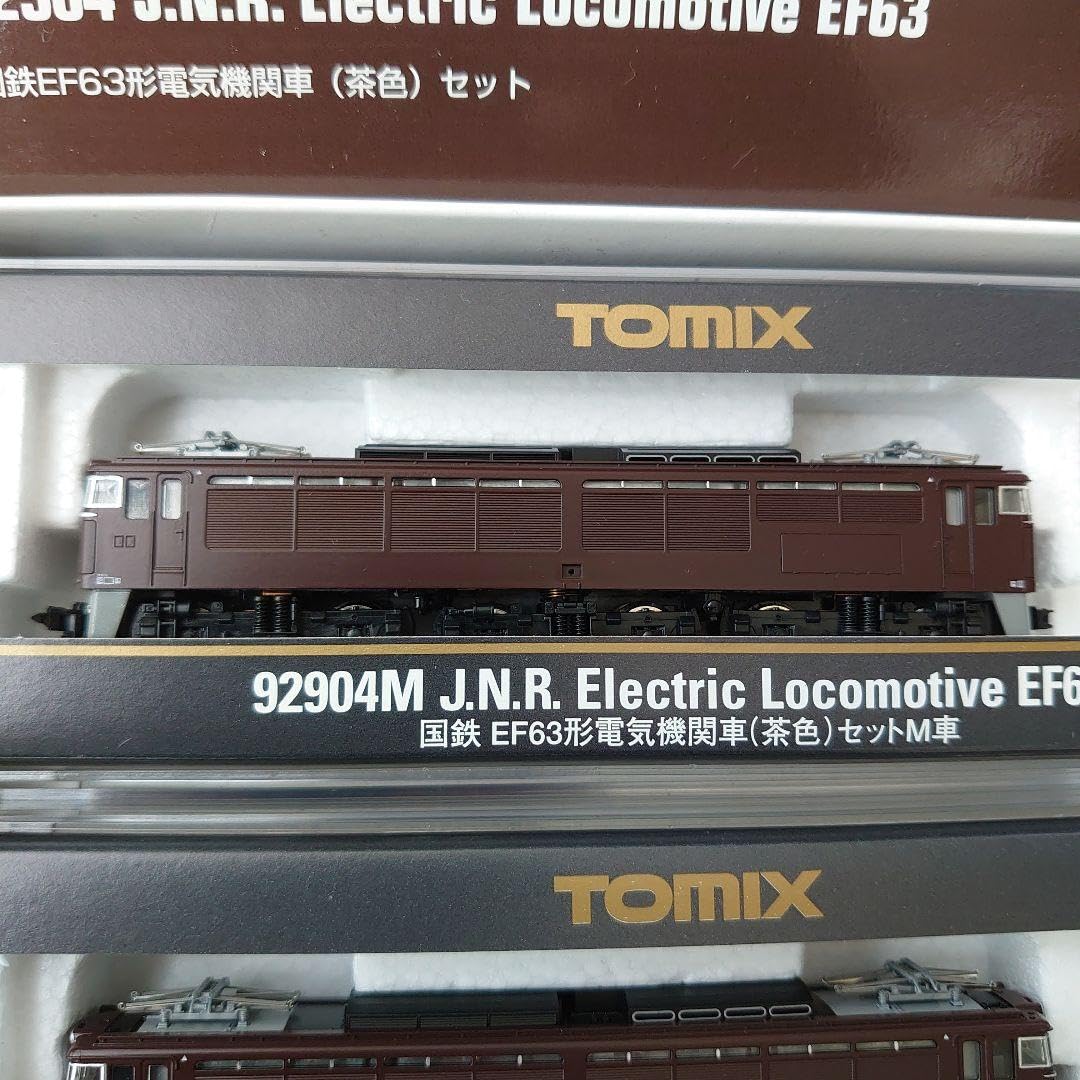 2904 J.N.R. Electric Locomotive EF63
国鉄EF63形電気機関車（茶色）セット
TOMIX
92904M J.N.R. Electric Locomotive EF6
国鉄 EF63形電気機関車(茶色)セットM車
TOMIX